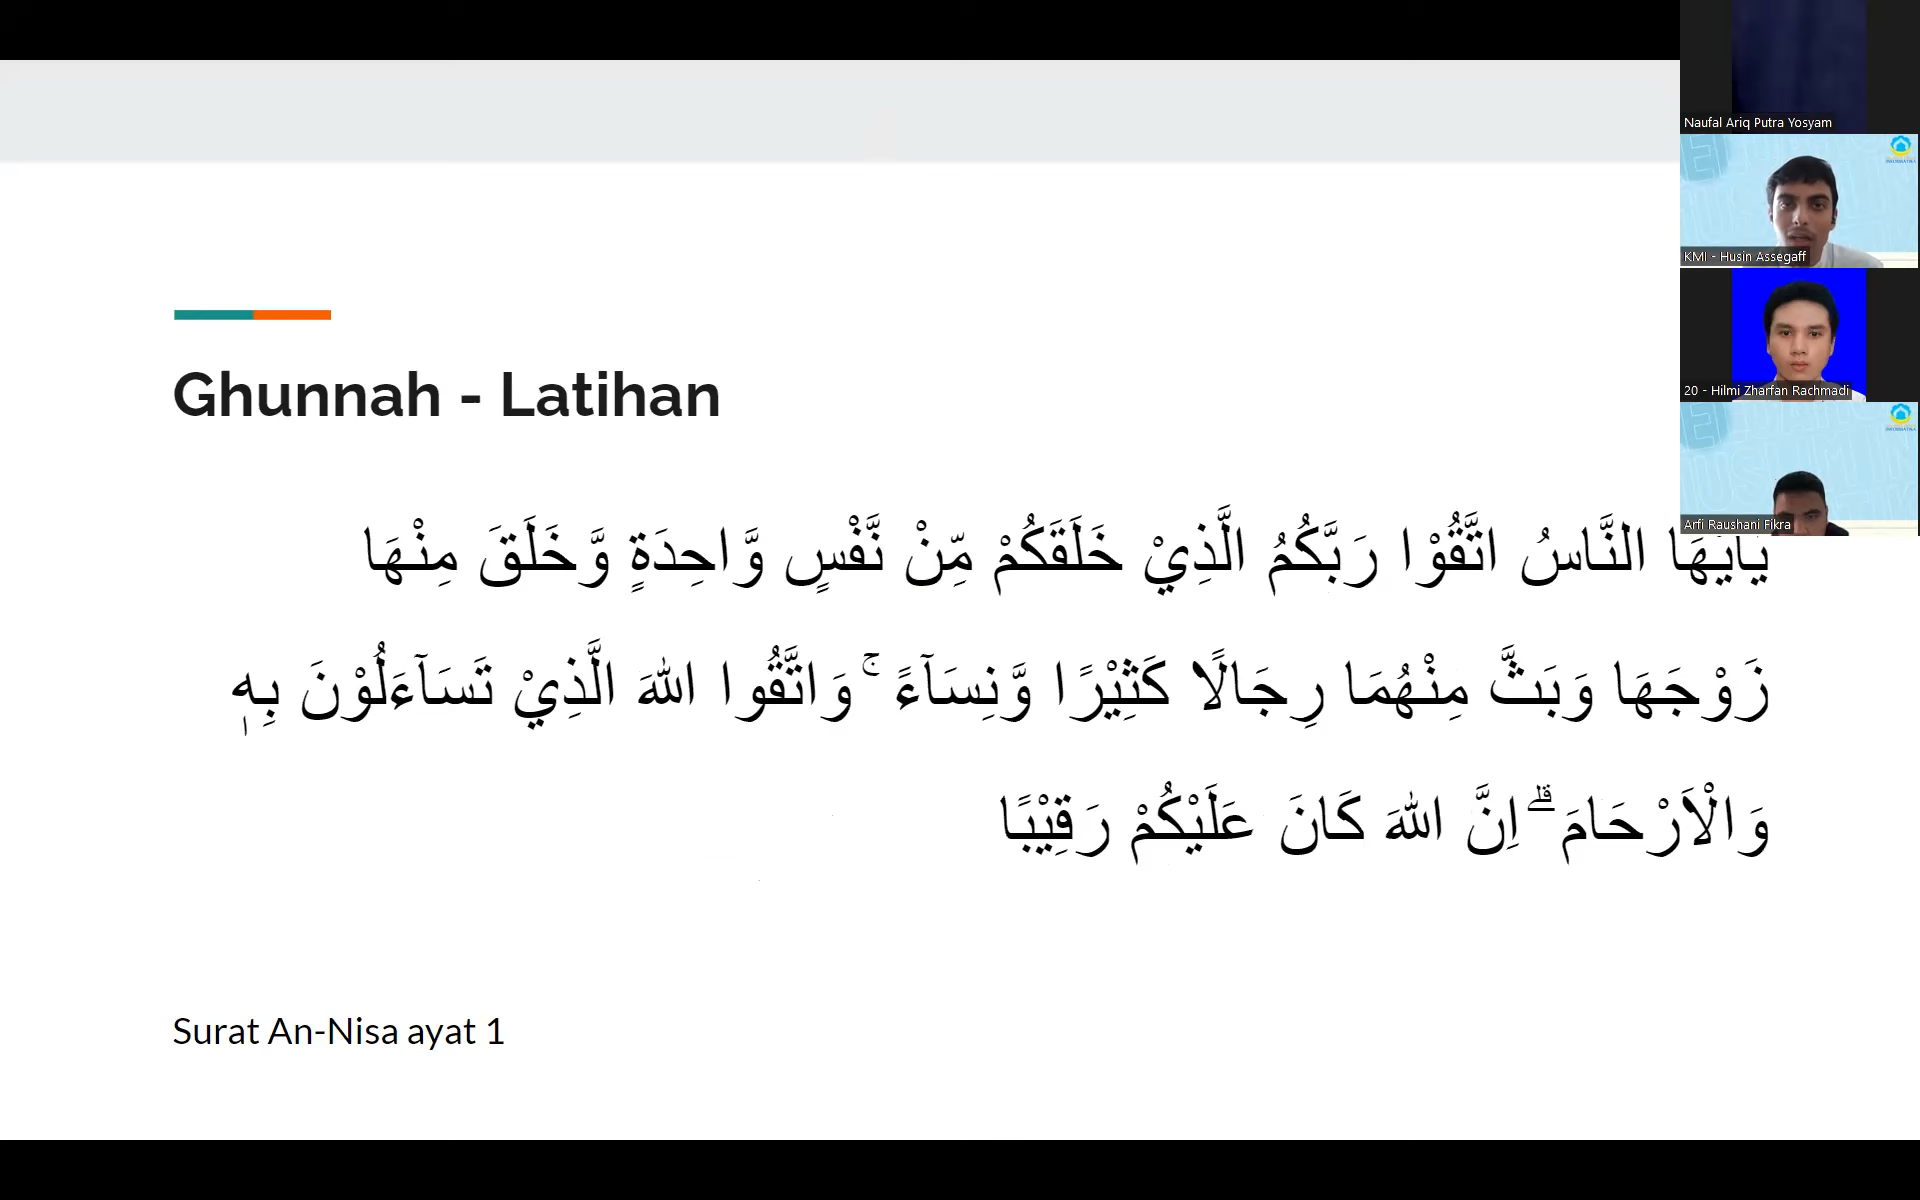 Ghunnah - Latihan
يٰٓاَيُّهَا النَّاسُ اتَّقُوْا رَبَّكُمُ الَّذِيْ خَلَقَكُمْ مِّنْ نَّفْسٍ وَّاحِدَةٍ وَّخَلَقَ مِنْهَا
زَوْجَهَا وَبَثَّ مِنْهُمَا رِجَالًا كَثِيْرًا وَّنِسَاۤءً ۚ وَاتَّقُوا اللّٰهَ الَّذِيْ تَسَاۤءَلُوْنَ بِهٖ
وَالْاَرْحَامَ ۗ اِنَّ اللّٰهَ كَانَ عَلَيْكُمْ رَقِيْبًا
Surat An-Nisa ayat 1
Naufal Ariq Putra Yosyam
KMI - Husin Assegaff
20 - Hilmi Zharfan Rachmadi
Arfi Raushani Fikra